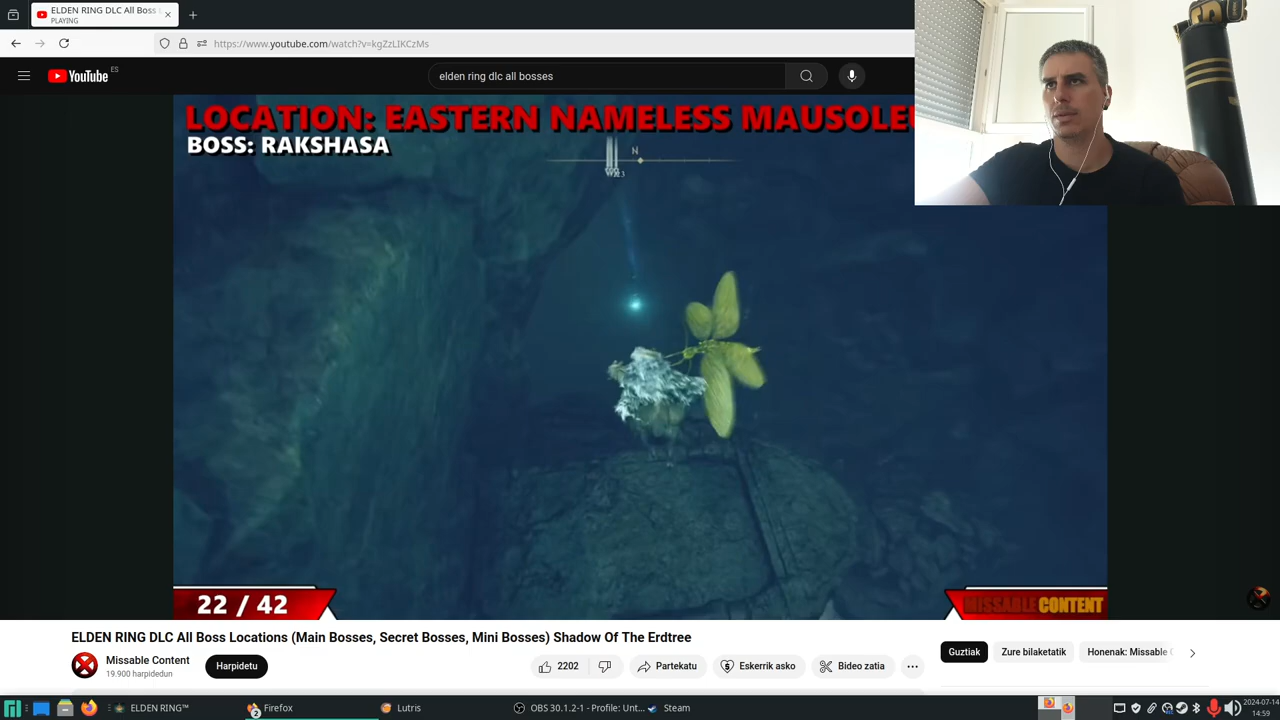 ELDEN RING DLC All Boss
PLAYING
https://www.youtube.com/watch?v=kgZzLIKCzMs
YouTube ES
elden ring dlc all bosses
LOCATION: EASTERN NAMELESS MAUSOLE
BOSS: RAKSHASA
N
22 / 42
MISSABLE CONTENT
ELDEN RING DLC All Boss Locations (Main Bosses, Secret Bosses, Mini Bosses) Shadow Of The Erdtree
Missable Content
19.900 harpidedun
Harpidetu
2202
Partekatu
Eskerrik asko
Bideo zatia
Guztiak
Zure bilaketatik
Honenak: Missable C
ELDEN RING™
2
Firefox
Lutris
OBS 30.1.2-1 - Profile: Unt...
Steam
2024-07-14
14:59